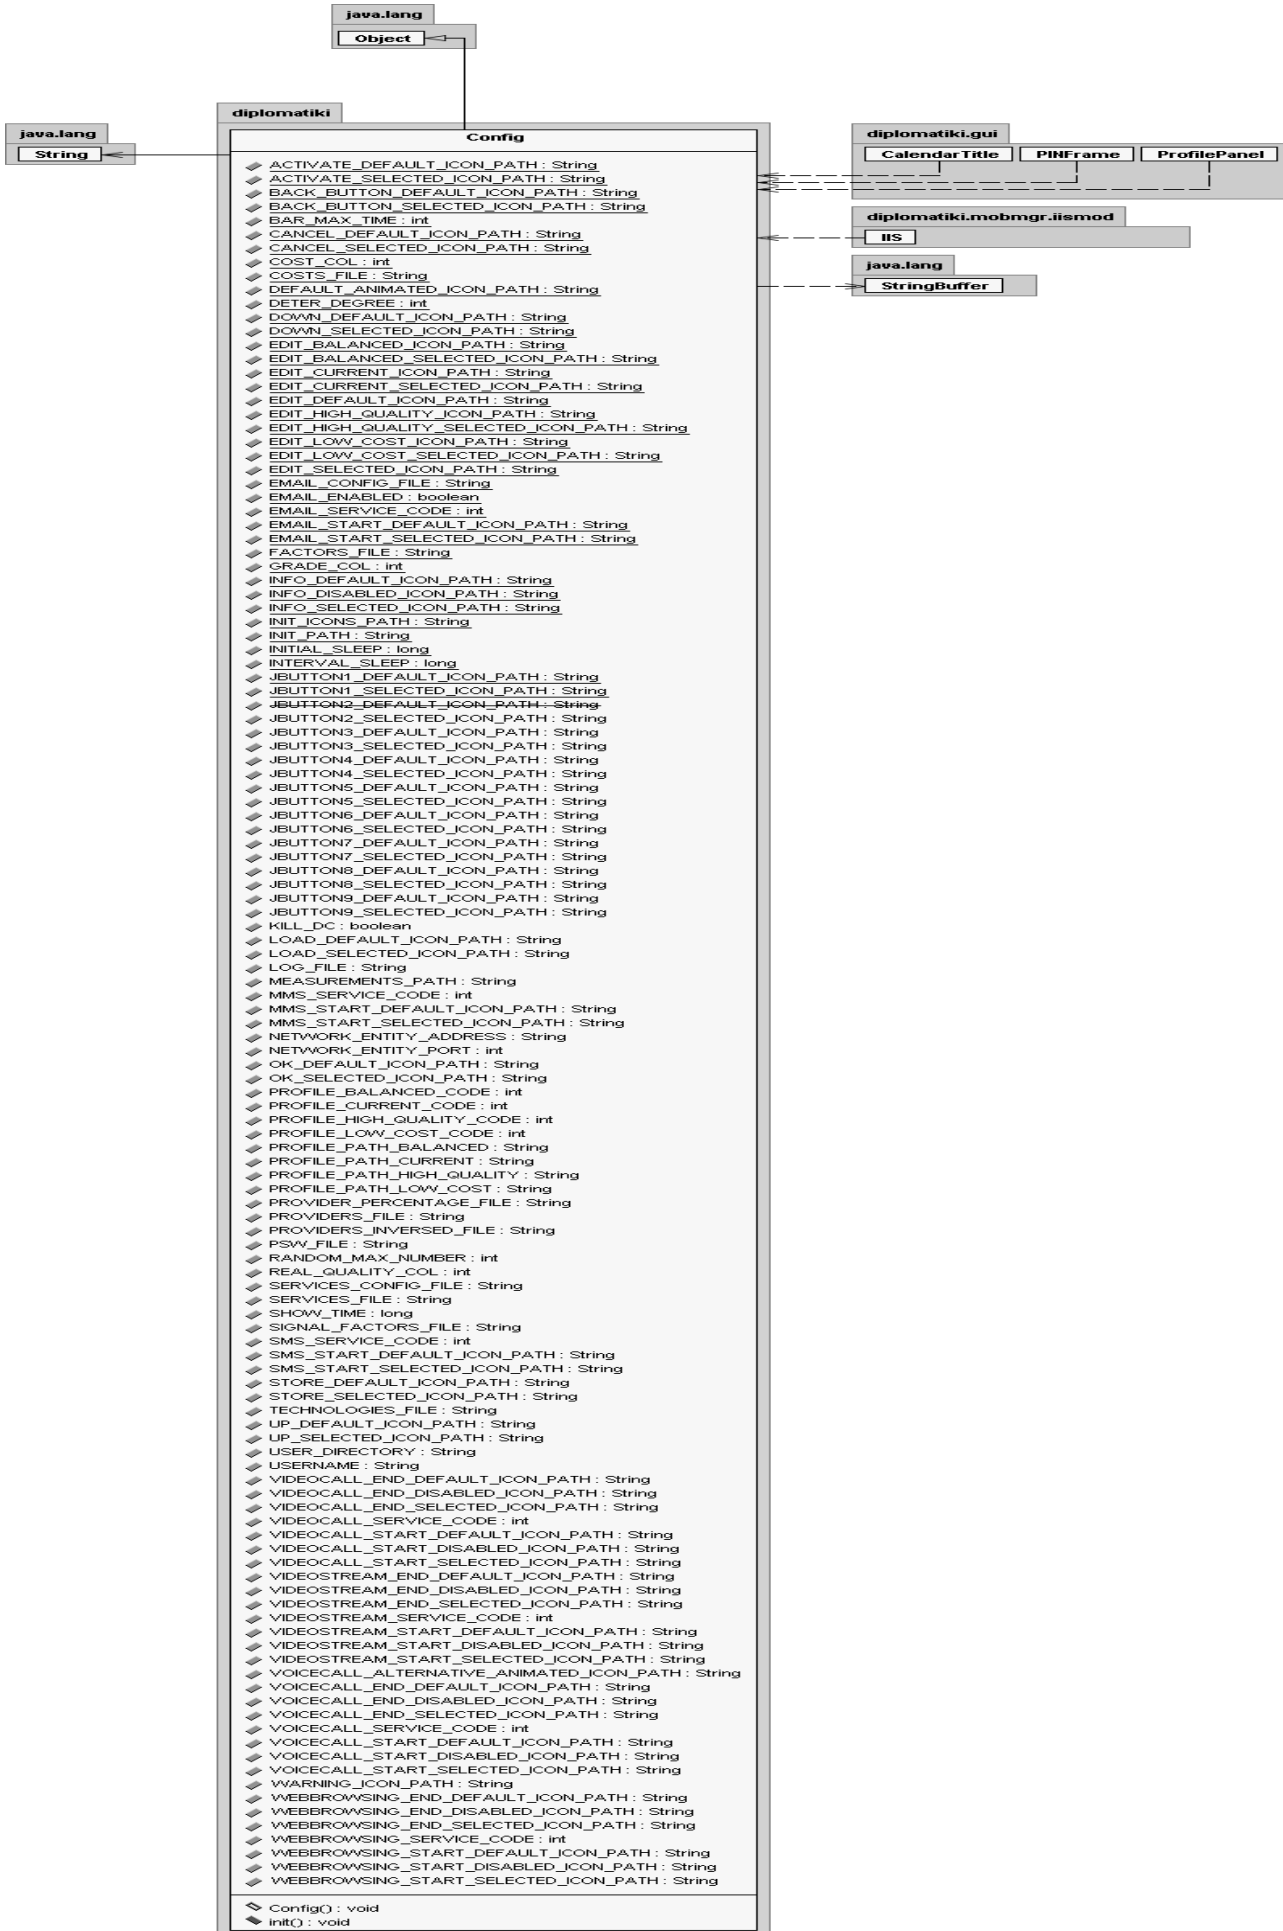 java.lang
Object
diplomatiki
java.lang
String
Config
diplomatiki.gui
CalendarTitle
PINFrame
ProfilePanel
diplomatiki.mobmgr.iismod
IIS
java.lang
StringBuffer
ACTIVATE_DEFAULT_ICON_PATH : String
ACTIVATE_SELECTED_ICON_PATH : String
BACK_BUTTON_DEFAULT_ICON_PATH : String
BACK_BUTTON_SELECTED_ICON_PATH : String
BAR_MAX_TIME : int
CANCEL_DEFAULT_ICON_PATH : String
CANCEL_SELECTED_ICON_PATH : String
COST_COL : int
COSTS_FILE : String
DEFAULT_ANIMATED_ICON_PATH : String
DETER_DEGREE : int
DOWN_DEFAULT_ICON_PATH : String
DOWN_SELECTED_ICON_PATH : String
EDIT_BALANCED_ICON_PATH : String
EDIT_BALANCED_SELECTED_ICON_PATH : String
EDIT_CURRENT_ICON_PATH : String
EDIT_CURRENT_SELECTED_ICON_PATH : String
EDIT_DEFAULT_ICON_PATH : String
EDIT_HIGH_QUALITY_ICON_PATH : String
EDIT_HIGH_QUALITY_SELECTED_ICON_PATH : String
EDIT_LOW_COST_ICON_PATH : String
EDIT_LOW_COST_SELECTED_ICON_PATH : String
EDIT_SELECTED_ICON_PATH : String
EMAIL_CONFIG_FILE : String
EMAIL_ENABLED : boolean
EMAIL_SERVICE_CODE : int
EMAIL_START_DEFAULT_ICON_PATH : String
EMAIL_START_SELECTED_ICON_PATH : String
FACTORS_FILE : String
GRADE_COL : int
INFO_DEFAULT_ICON_PATH : String
INFO_DISABLED_ICON_PATH : String
INFO_SELECTED_ICON_PATH : String
INIT_ICONS_PATH : String
INIT_PATH : String
INITIAL_SLEEP : long
INTERVAL_SLEEP : long
JBUTTON1_DEFAULT_ICON_PATH : String
JBUTTON1_SELECTED_ICON_PATH : String
JBUTTON2_DEFAULT_ICON_PATH : String
JBUTTON2_SELECTED_ICON_PATH : String
JBUTTON3_DEFAULT_ICON_PATH : String
JBUTTON3_SELECTED_ICON_PATH : String
JBUTTON4_DEFAULT_ICON_PATH : String
JBUTTON4_SELECTED_ICON_PATH : String
JBUTTON5_DEFAULT_ICON_PATH : String
JBUTTON5_SELECTED_ICON_PATH : String
JBUTTON6_DEFAULT_ICON_PATH : String
JBUTTON6_SELECTED_ICON_PATH : String
JBUTTON7_DEFAULT_ICON_PATH : String
JBUTTON7_SELECTED_ICON_PATH : String
JBUTTON8_DEFAULT_ICON_PATH : String
JBUTTON8_SELECTED_ICON_PATH : String
JBUTTON9_DEFAULT_ICON_PATH : String
JBUTTON9_SELECTED_ICON_PATH : String
KILL_DC : boolean
LOAD_DEFAULT_ICON_PATH : String
LOAD_SELECTED_ICON_PATH : String
LOG_FILE : String
MEASUREMENTS_PATH : String
MMS_SERVICE_CODE : int
MMS_START_DEFAULT_ICON_PATH : String
MMS_START_SELECTED_ICON_PATH : String
NETWORK_ENTITY_ADDRESS : String
NETWORK_ENTITY_PORT : int
OK_DEFAULT_ICON_PATH : String
OK_SELECTED_ICON_PATH : String
PROFILE_BALANCED_CODE : int
PROFILE_CURRENT_CODE : int
PROFILE_HIGH_QUALITY_CODE : int
PROFILE_LOW_COST_CODE : int
PROFILE_PATH_BALANCED : String
PROFILE_PATH_CURRENT : String
PROFILE_PATH_HIGH_QUALITY : String
PROFILE_PATH_LOW_COST : String
PROVIDER_PERCENTAGE_FILE : String
PROVIDERS_FILE : String
PROVIDERS_INVERSED_FILE : String
PSW_FILE : String
RANDOM_MAX_NUMBER : int
REAL_QUALITY_COL : int
SERVICES_CONFIG_FILE : String
SERVICES_FILE : String
SHOW_TIME : long
SIGNAL_FACTORS_FILE : String
SMS_SERVICE_CODE : int
SMS_START_DEFAULT_ICON_PATH : String
SMS_START_SELECTED_ICON_PATH : String
STORE_DEFAULT_ICON_PATH : String
STORE_SELECTED_ICON_PATH : String
TECHNOLOGIES_FILE : String
UP_DEFAULT_ICON_PATH : String
UP_SELECTED_ICON_PATH : String
USER_DIRECTORY : String
USERNAME : String
VIDEOCALL_END_DEFAULT_ICON_PATH : String
VIDEOCALL_END_DISABLED_ICON_PATH : String
VIDEOCALL_END_SELECTED_ICON_PATH : String
VIDEOCALL_SERVICE_CODE : int
VIDEOCALL_START_DEFAULT_ICON_PATH : String
VIDEOCALL_START_DISABLED_ICON_PATH : String
VIDEOCALL_START_SELECTED_ICON_PATH : String
VIDEOSTREAM_END_DEFAULT_ICON_PATH : String
VIDEOSTREAM_END_DISABLED_ICON_PATH : String
VIDEOSTREAM_END_SELECTED_ICON_PATH : String
VIDEOSTREAM_SERVICE_CODE : int
VIDEOSTREAM_START_DEFAULT_ICON_PATH : String
VIDEOSTREAM_START_DISABLED_ICON_PATH : String
VIDEOSTREAM_START_SELECTED_ICON_PATH : String
VOICECALL_ALTERNATIVE_ANIMATED_ICON_PATH : String
VOICECALL_END_DEFAULT_ICON_PATH : String
VOICECALL_END_DISABLED_ICON_PATH : String
VOICECALL_END_SELECTED_ICON_PATH : String
VOICECALL_SERVICE_CODE : int
VOICECALL_START_DEFAULT_ICON_PATH : String
VOICECALL_START_DISABLED_ICON_PATH : String
VOICECALL_START_SELECTED_ICON_PATH : String
WARNING_ICON_PATH : String
WEBBROWSING_END_DEFAULT_ICON_PATH : String
WEBBROWSING_END_DISABLED_ICON_PATH : String
WEBBROWSING_END_SELECTED_ICON_PATH : String
WEBBROWSING_SERVICE_CODE : int
WEBBROWSING_START_DEFAULT_ICON_PATH : String
WEBBROWSING_START_DISABLED_ICON_PATH : String
WEBBROWSING_START_SELECTED_ICON_PATH : String
Config() : void
init() : void